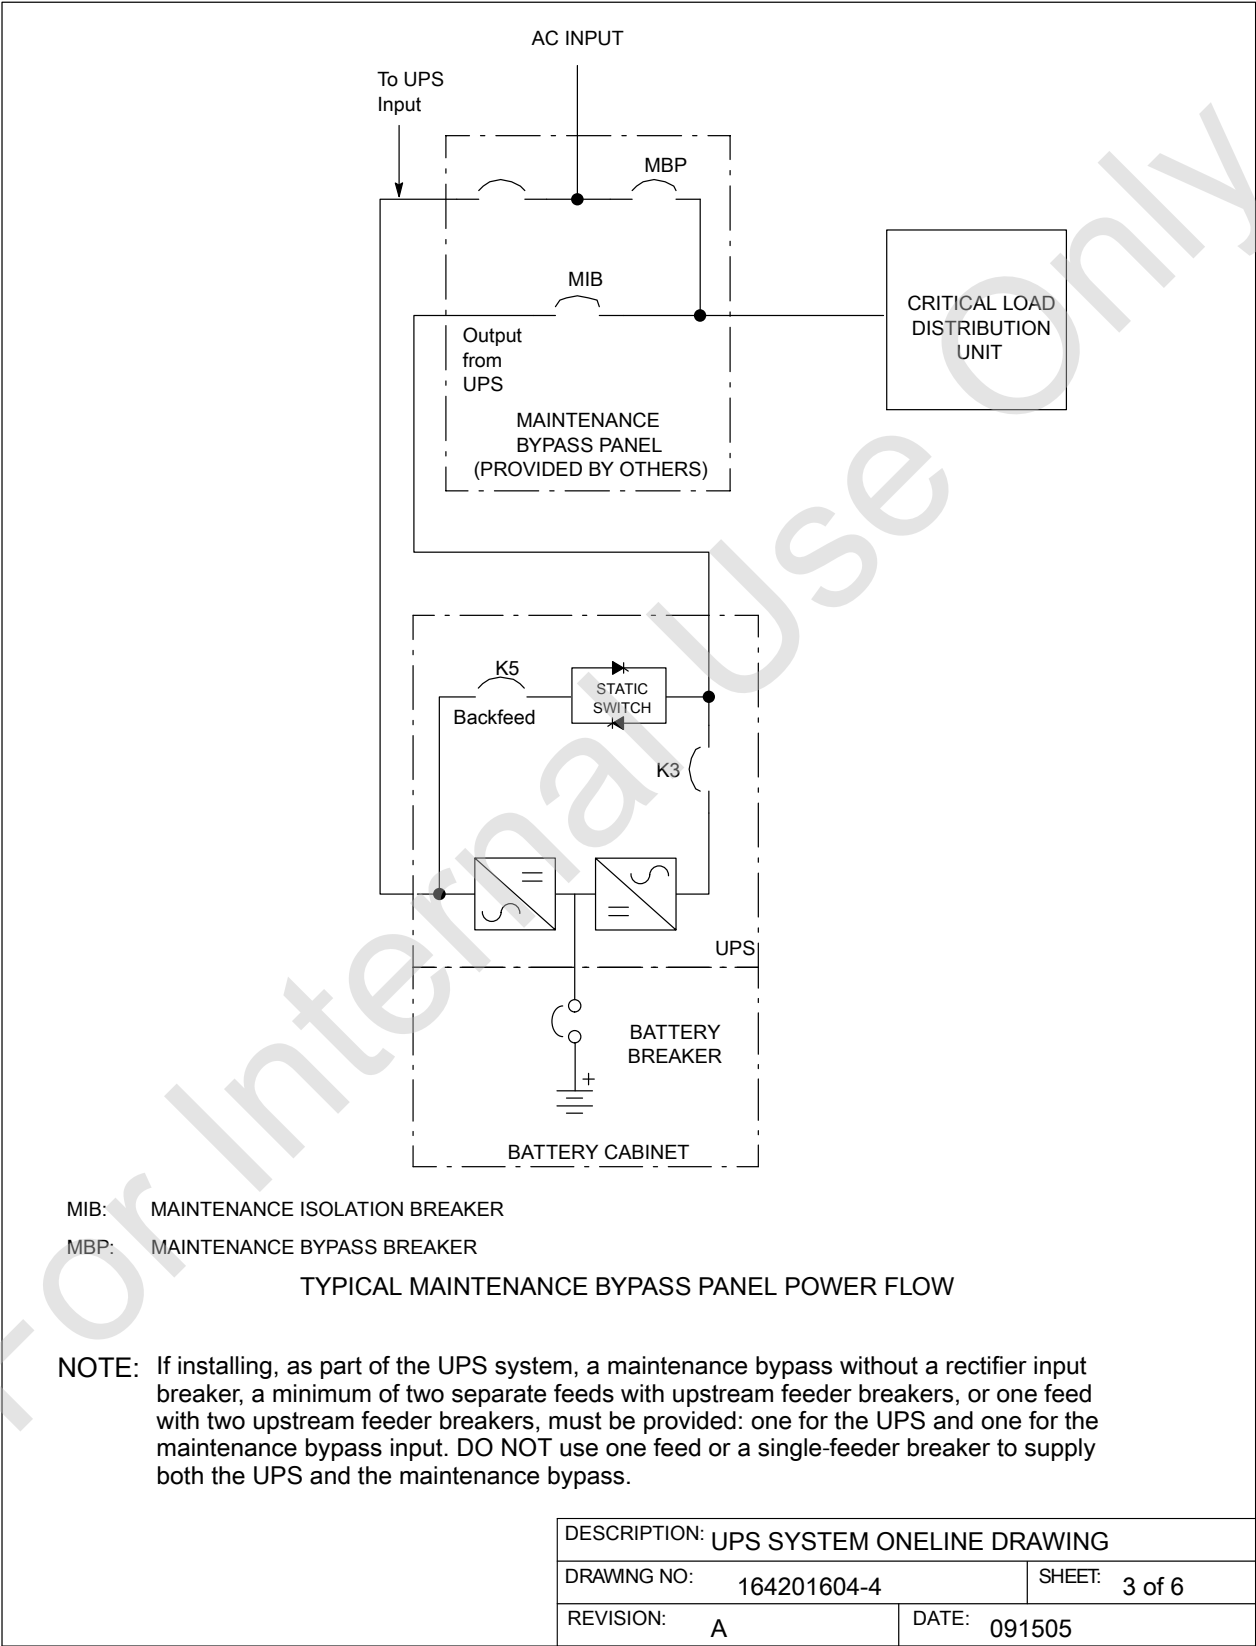 AC INPUT
To UPS
Input
MBP
MIB
CRITICAL LOAD
DISTRIBUTION
UNIT
Output
from
UPS
MAINTENANCE
BYPASS PANEL
(PROVIDED BY OTHERS)
K5
STATIC
SWITCH
Backfeed
K3
UPS
BATTERY
BREAKER
+
BATTERY CABINET
MIB: MAINTENANCE ISOLATION BREAKER
MBP: MAINTENANCE BYPASS BREAKER
TYPICAL MAINTENANCE BYPASS PANEL POWER FLOW
NOTE: If installing, as part of the UPS system, a maintenance bypass without a rectifier input
breaker, a minimum of two separate feeds with upstream feeder breakers, or one feed
with two upstream feeder breakers, must be provided: one for the UPS and one for the
maintenance bypass input. DO NOT use one feed or a single-feeder breaker to supply
both the UPS and the maintenance bypass.
DESCRIPTION: UPS SYSTEM ONELINE DRAWING
DRAWING NO: 164201604-4 SHEET: 3 of 6
REVISION: A DATE: 091505
For Internal Use Only